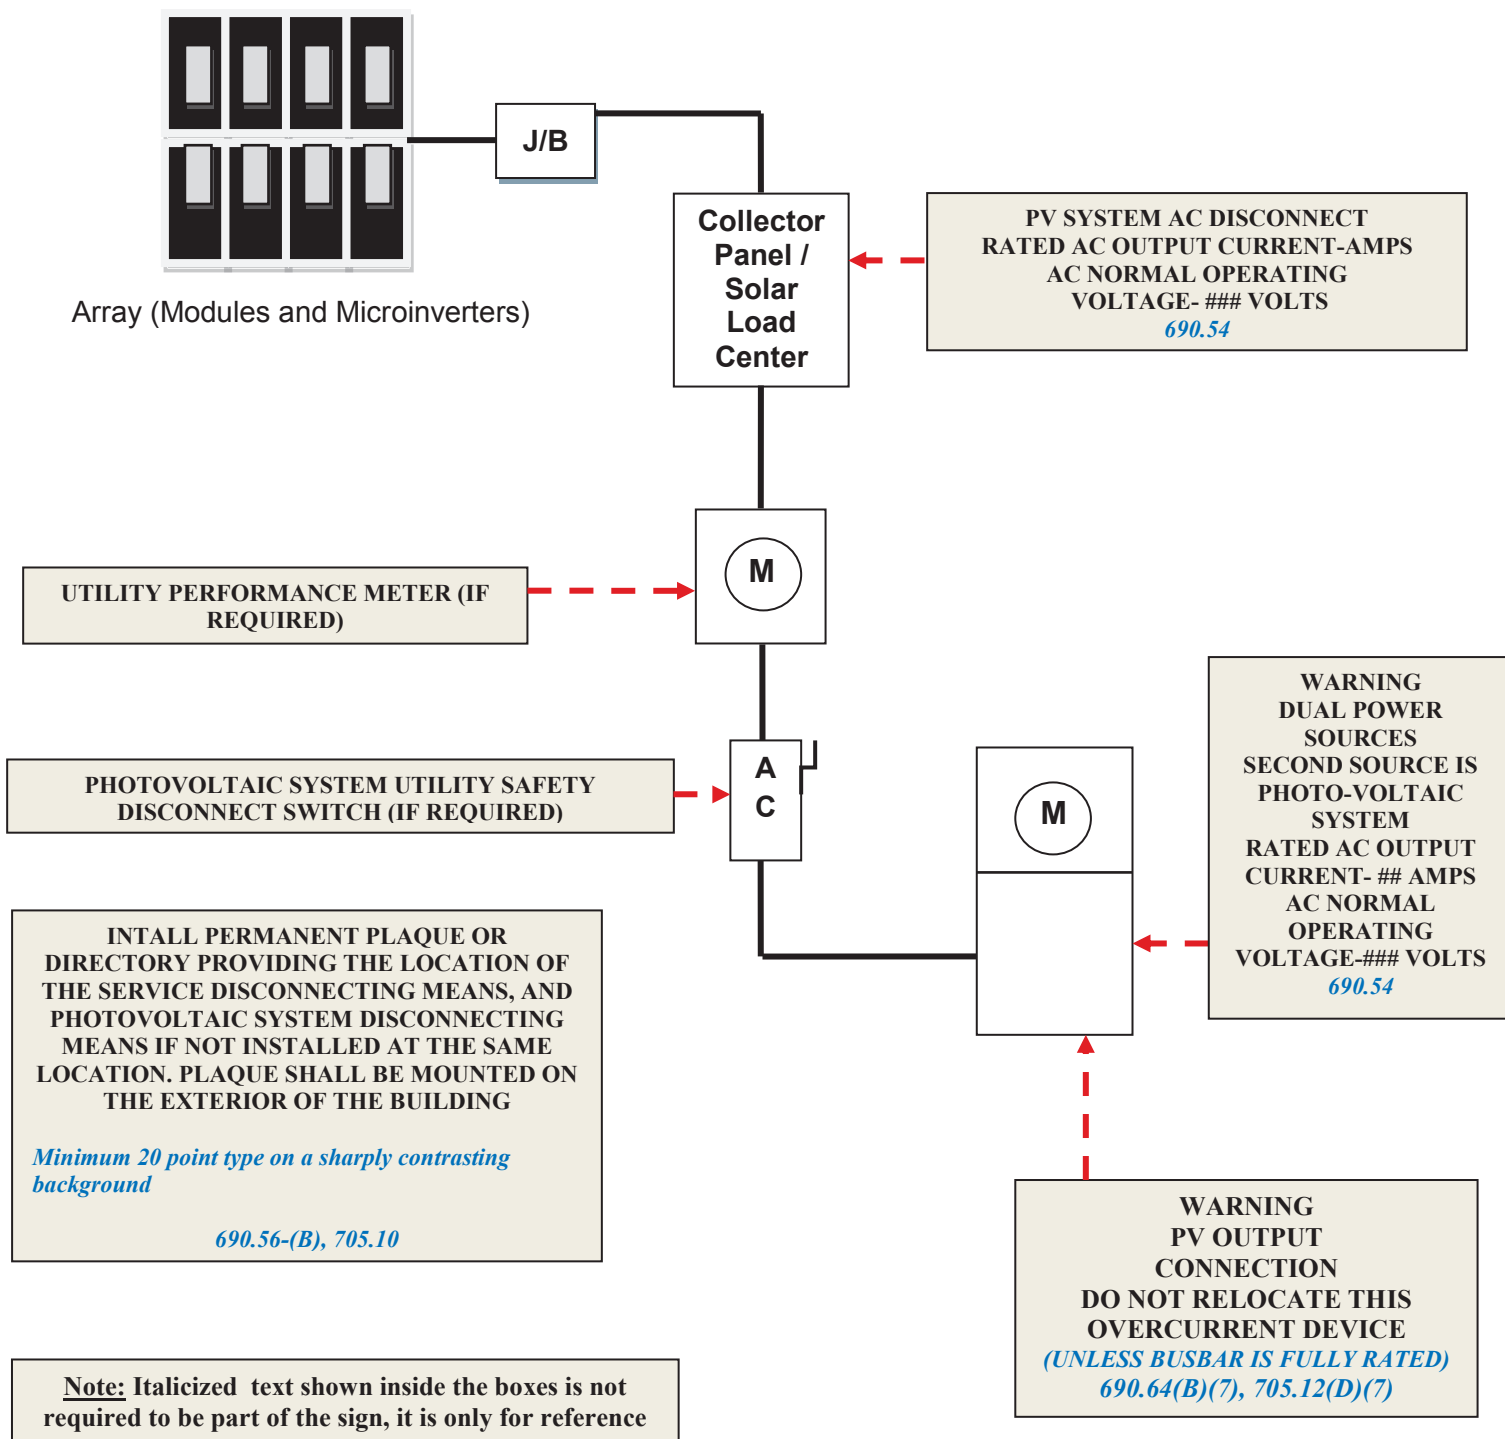 J/B
Array (Modules and Microinverters)
Collector
Panel /
Solar
Load
Center
PV SYSTEM AC DISCONNECT
RATED AC OUTPUT CURRENT-AMPS
AC NORMAL OPERATING
VOLTAGE- ### VOLTS
690.54
M
UTILITY PERFORMANCE METER (IF
REQUIRED)
PHOTOVOLTAIC SYSTEM UTILITY SAFETY
DISCONNECT SWITCH (IF REQUIRED)
A
C
M
WARNING
DUAL POWER
SOURCES
SECOND SOURCE IS
PHOTO-VOLTAIC
SYSTEM
RATED AC OUTPUT
CURRENT- ## AMPS
AC NORMAL
OPERATING
VOLTAGE-### VOLTS
690.54
INTALL PERMANENT PLAQUE OR
DIRECTORY PROVIDING THE LOCATION OF
THE SERVICE DISCONNECTING MEANS, AND
PHOTOVOLTAIC SYSTEM DISCONNECTING
MEANS IF NOT INSTALLED AT THE SAME
LOCATION. PLAQUE SHALL BE MOUNTED ON
THE EXTERIOR OF THE BUILDING
Minimum 20 point type on a sharply contrasting
background
690.56-(B), 705.10
WARNING
PV OUTPUT
CONNECTION
DO NOT RELOCATE THIS
OVERCURRENT DEVICE
(UNLESS BUSBAR IS FULLY RATED)
690.64(B)(7), 705.12(D)(7)
Note: Italicized text shown inside the boxes is not
required to be part of the sign, it is only for reference